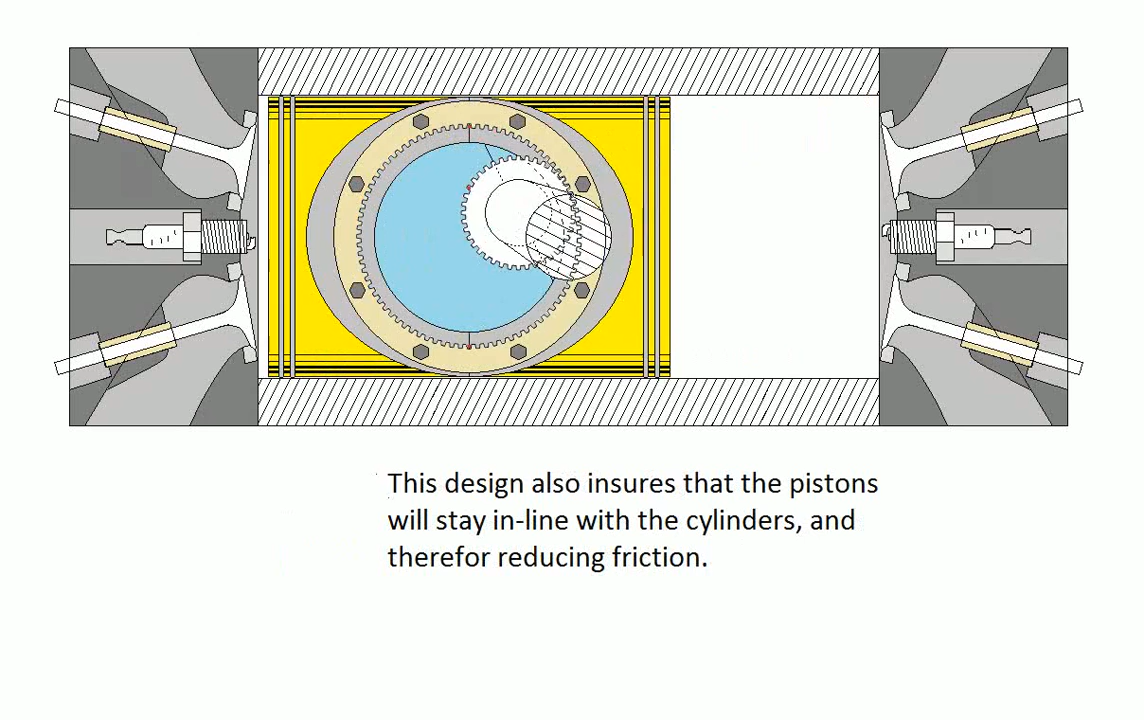 This design also insures that the pistons
will stay in-line with the cylinders, and
therefor reducing friction.